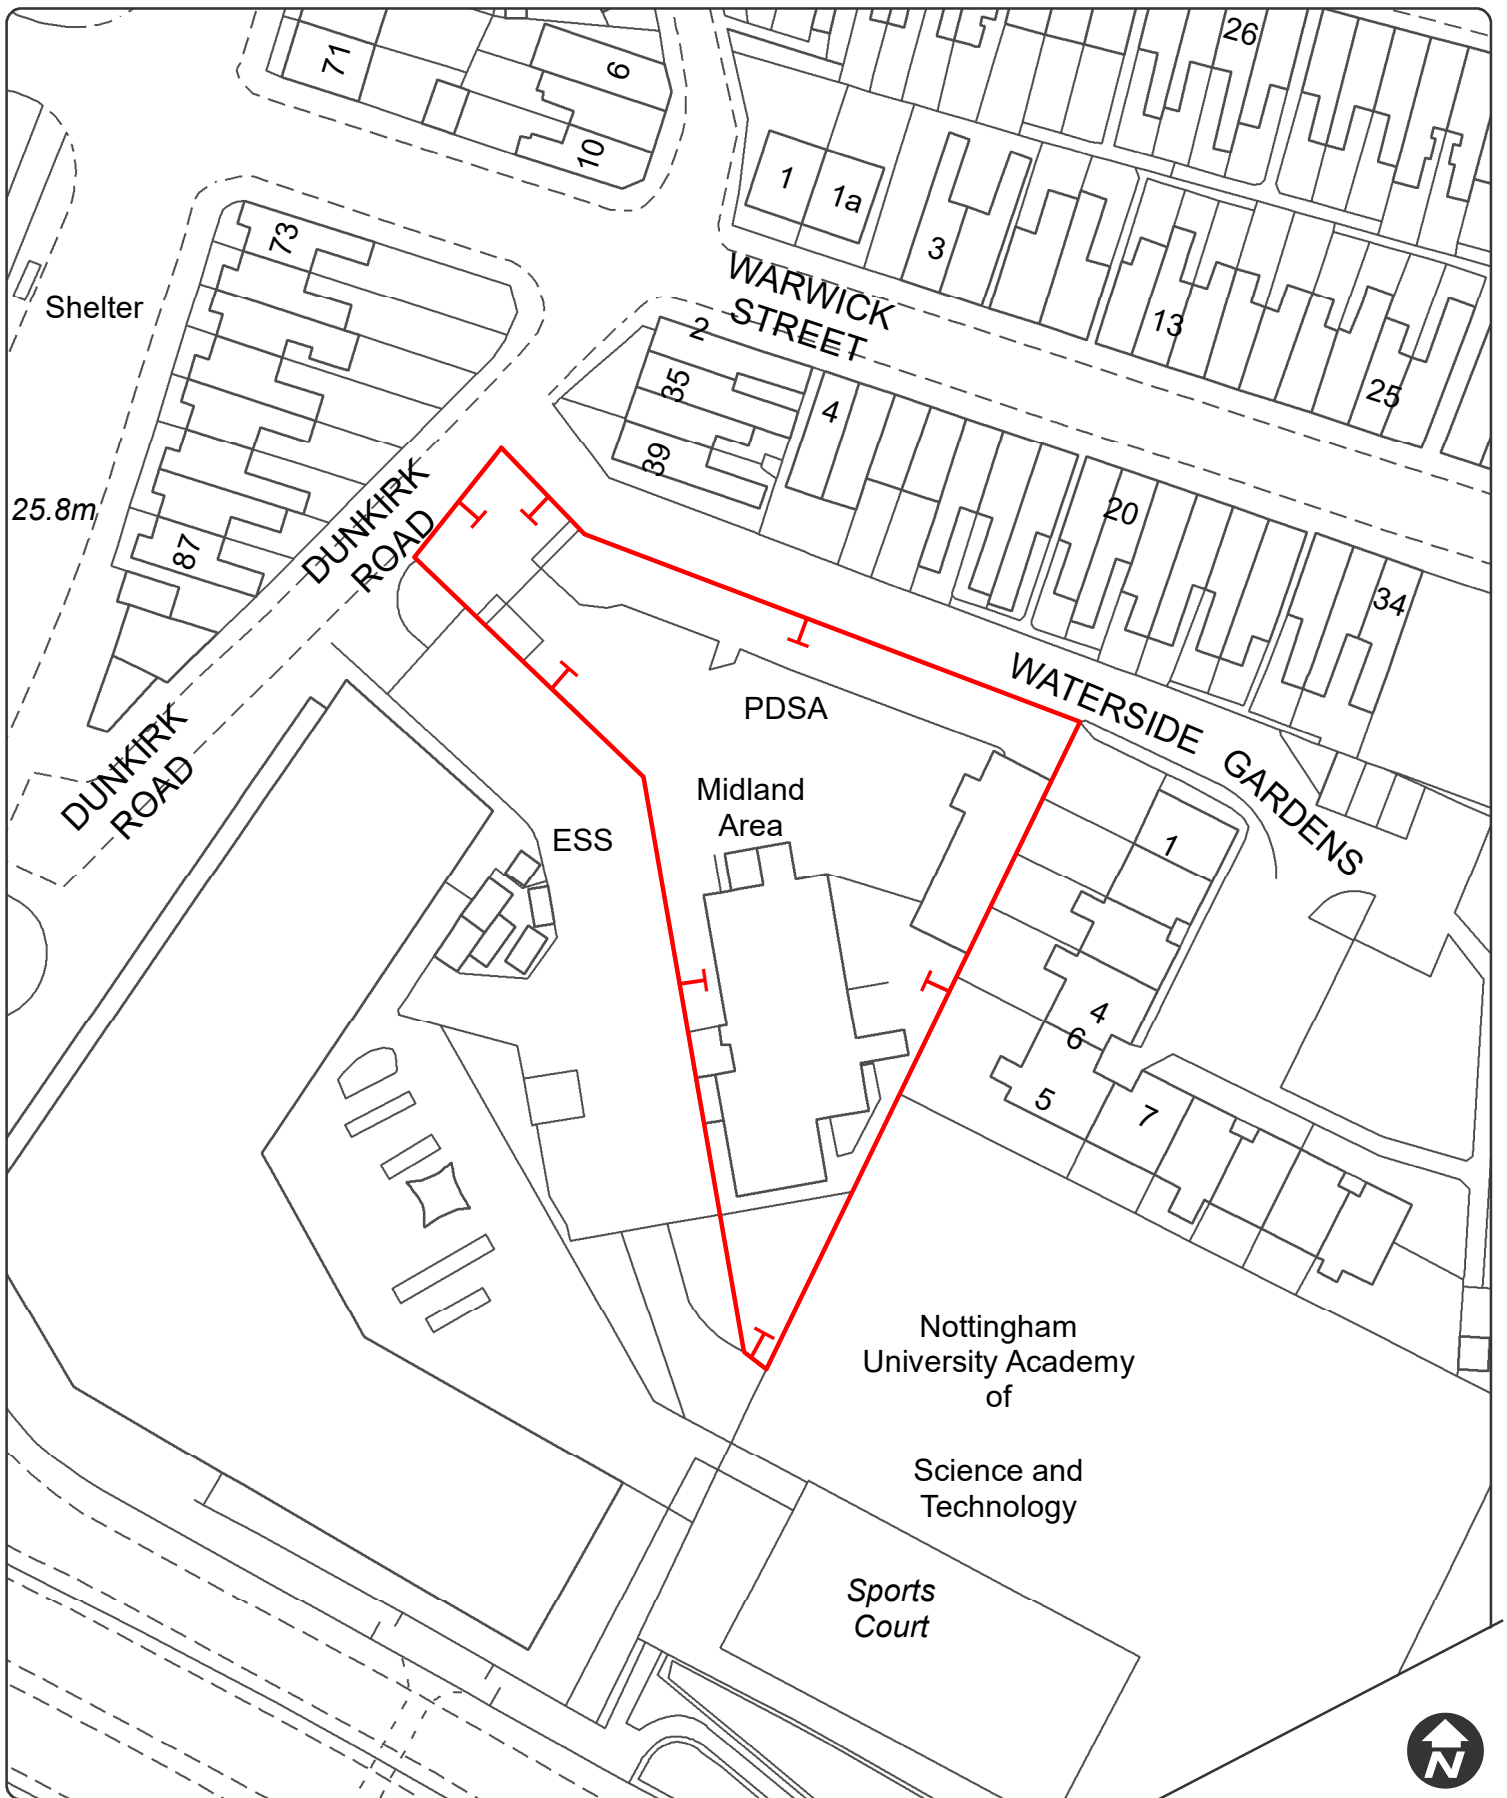 71
6
10
26
1
1a
3
13
25
73
Shelter
WARWICK
STREET
2
35
39
4
20
34
25.8m
87
DUNKIRK
ROAD
DUNKIRK
ROAD
WATERSIDE GARDENS
PDSA
Midland
Area
ESS
1
4
6
5
7
Nottingham
University Academy
of
Science and
Technology
Sports
Court
N